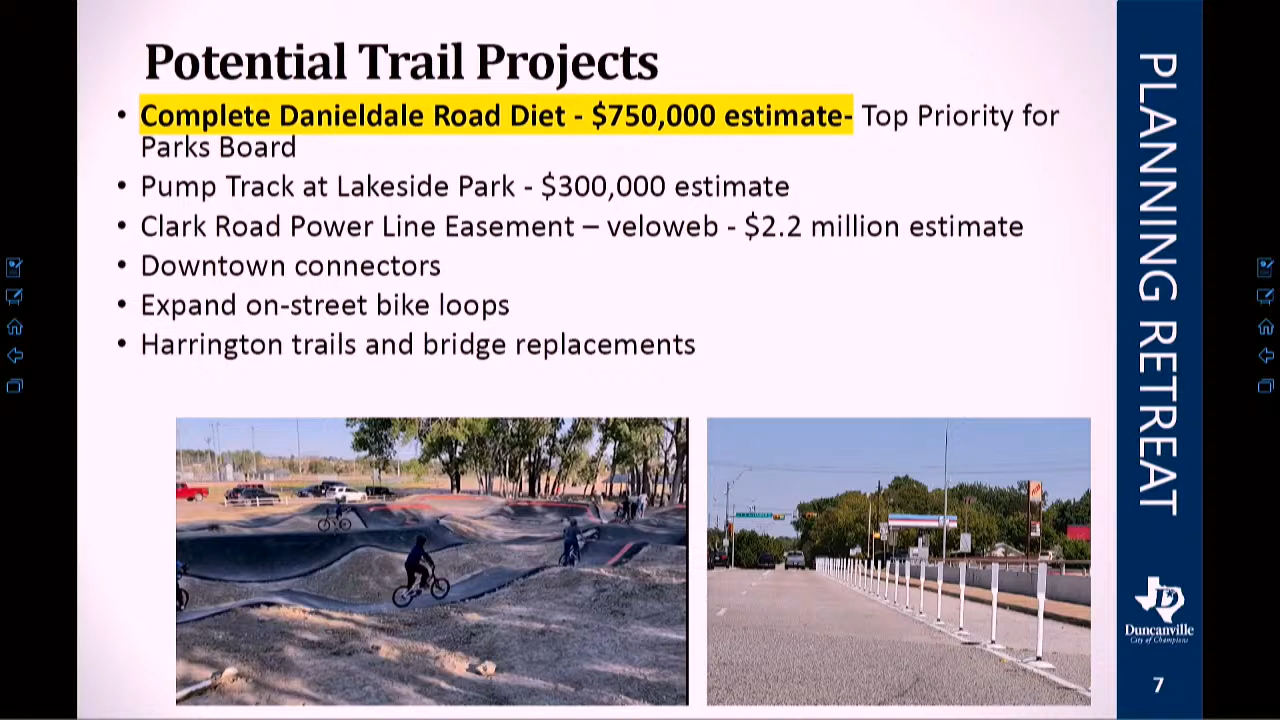 Potential Trail Projects
• Complete Danieldale Road Diet - $750,000 estimate- Top Priority for
Parks Board
• Pump Track at Lakeside Park - $300,000 estimate
• Clark Road Power Line Easement – veloweb - $2.2 million estimate
• Downtown connectors
• Expand on-street bike loops
• Harrington trails and bridge replacements
PLANNING RETREAT
D
Duncanville
City of Champions
7